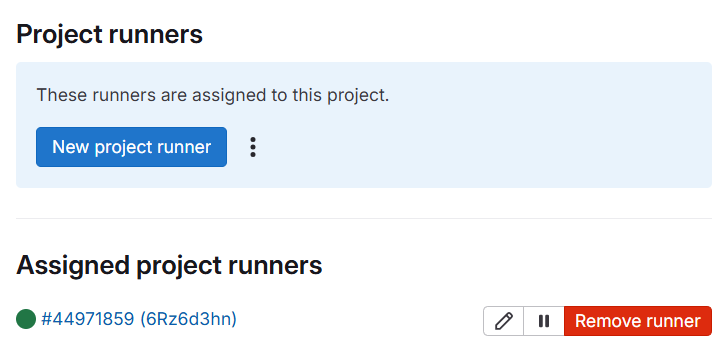 Project runners
These runners are assigned to this project.
New project runner
Assigned project runners
#44971859 (6Rz6d3hn)
Remove runner